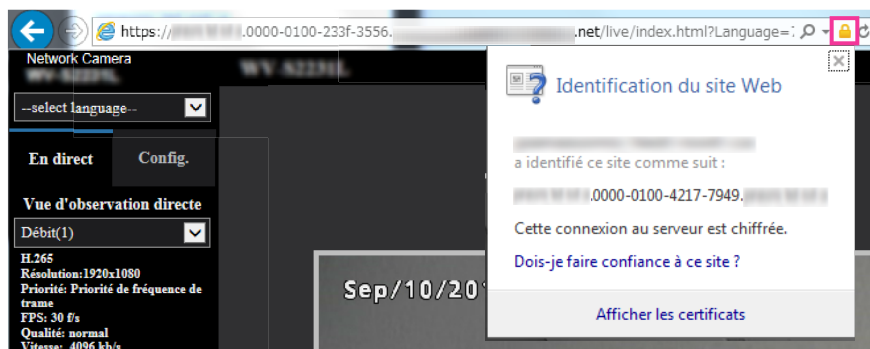 https:// .0000-0100-233f-3556. .net/live/index.html?Language=
Network Camera
--select language--
En direct Config.
Vue d'observation directe
Débit(1)
H.265
Résolution:1920x1080
Priorité: Priorité de fréquence de
trame
FPS: 30 f/s
Qualité: normal
Vitesse: 4096 kb/s
Sep/10/20
Identification du site Web
a identifié ce site comme suit :
.0000-0100-4217-7949.
Cette connexion au serveur est chiffrée.
Dois-je faire confiance à ce site ?
Afficher les certificats